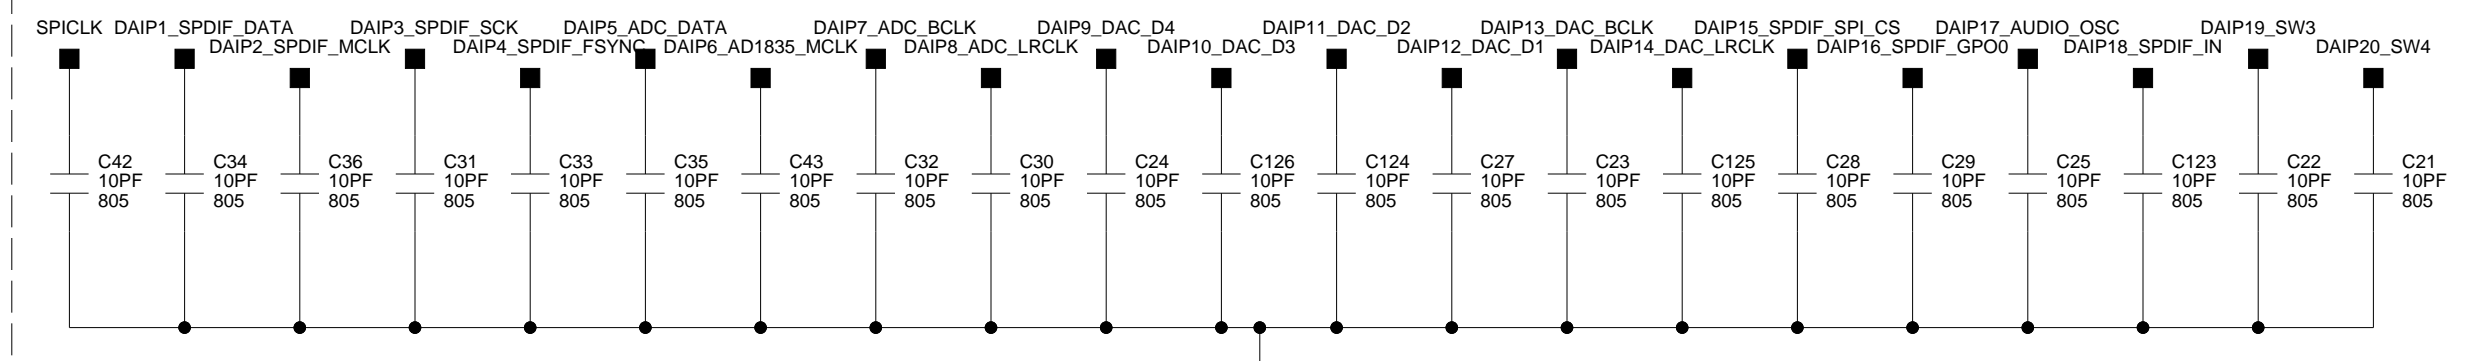 SPICLK
DAIP1_SPDIF_DATA
DAIP2_SPDIF_MCLK
DAIP3_SPDIF_SCK
DAIP4_SPDIF_FSYNC
DAIP5_ADC_DATA
DAIP6_AD1835_MCLK
DAIP7_ADC_BCLK
DAIP8_ADC_LRCLK
DAIP9_DAC_D4
DAIP10_DAC_D3
DAIP11_DAC_D2
DAIP12_DAC_D1
DAIP13_DAC_BCLK
DAIP14_DAC_LRCLK
DAIP15_SPDIF_SPI_CS
DAIP16_SPDIF_GPO0
DAIP17_AUDIO_OSC
DAIP18_SPDIF_IN
DAIP19_SW3
DAIP20_SW4
C42
10PF
805
C34
10PF
805
C36
10PF
805
C31
10PF
805
C33
10PF
805
C35
10PF
805
C43
10PF
805
C32
10PF
805
C30
10PF
805
C24
10PF
805
C126
10PF
805
C124
10PF
805
C27
10PF
805
C23
10PF
805
C125
10PF
805
C28
10PF
805
C29
10PF
805
C25
10PF
805
C123
10PF
805
C22
10PF
805
C21
10PF
805